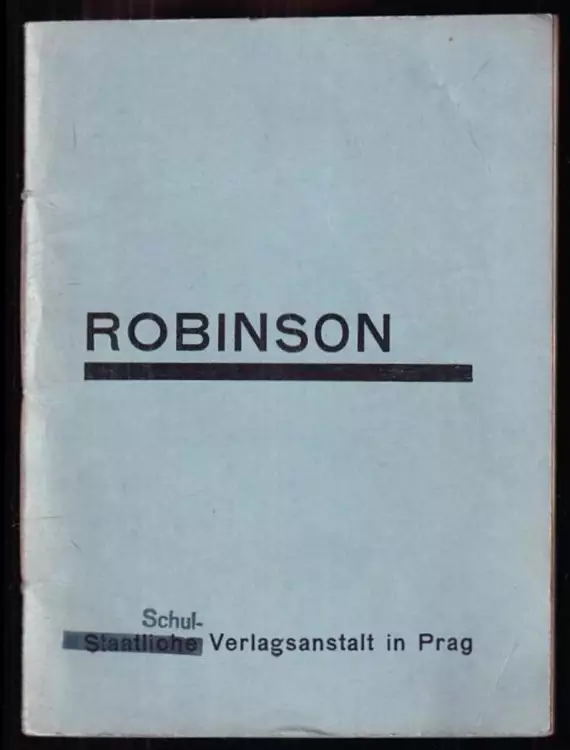 ROBINSON
Schul-
Staatliche Verlagsanstalt in Prag